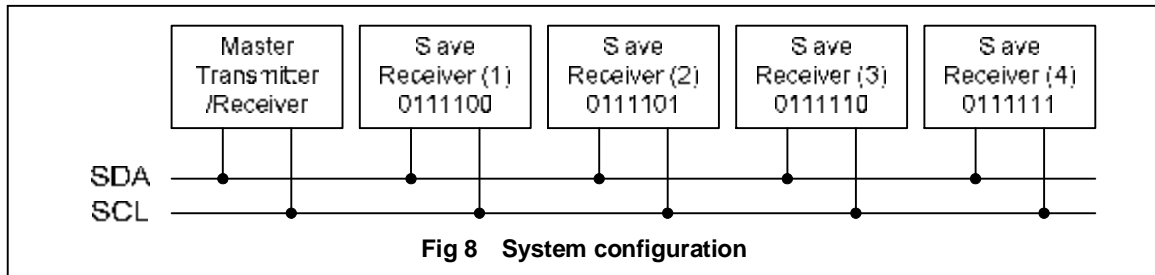 Master
Transmitter
/Receiver
S ave
Receiver (1)
0111100
S ave
Receiver (2)
0111101
S ave
Receiver (3)
0111110
S ave
Receiver (4)
0111111
SDA
SCL
Fig 8 System configuration